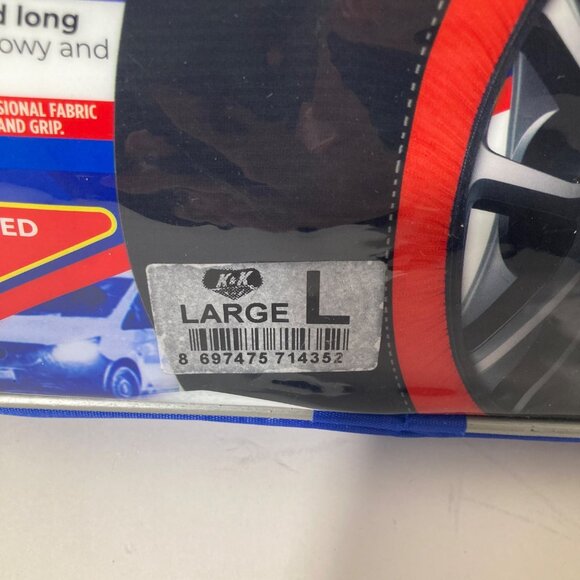 d long
owy and
SIONAL FABRIC
AND GRIP.
ED
K&K
LARGE L
8 697475 714352